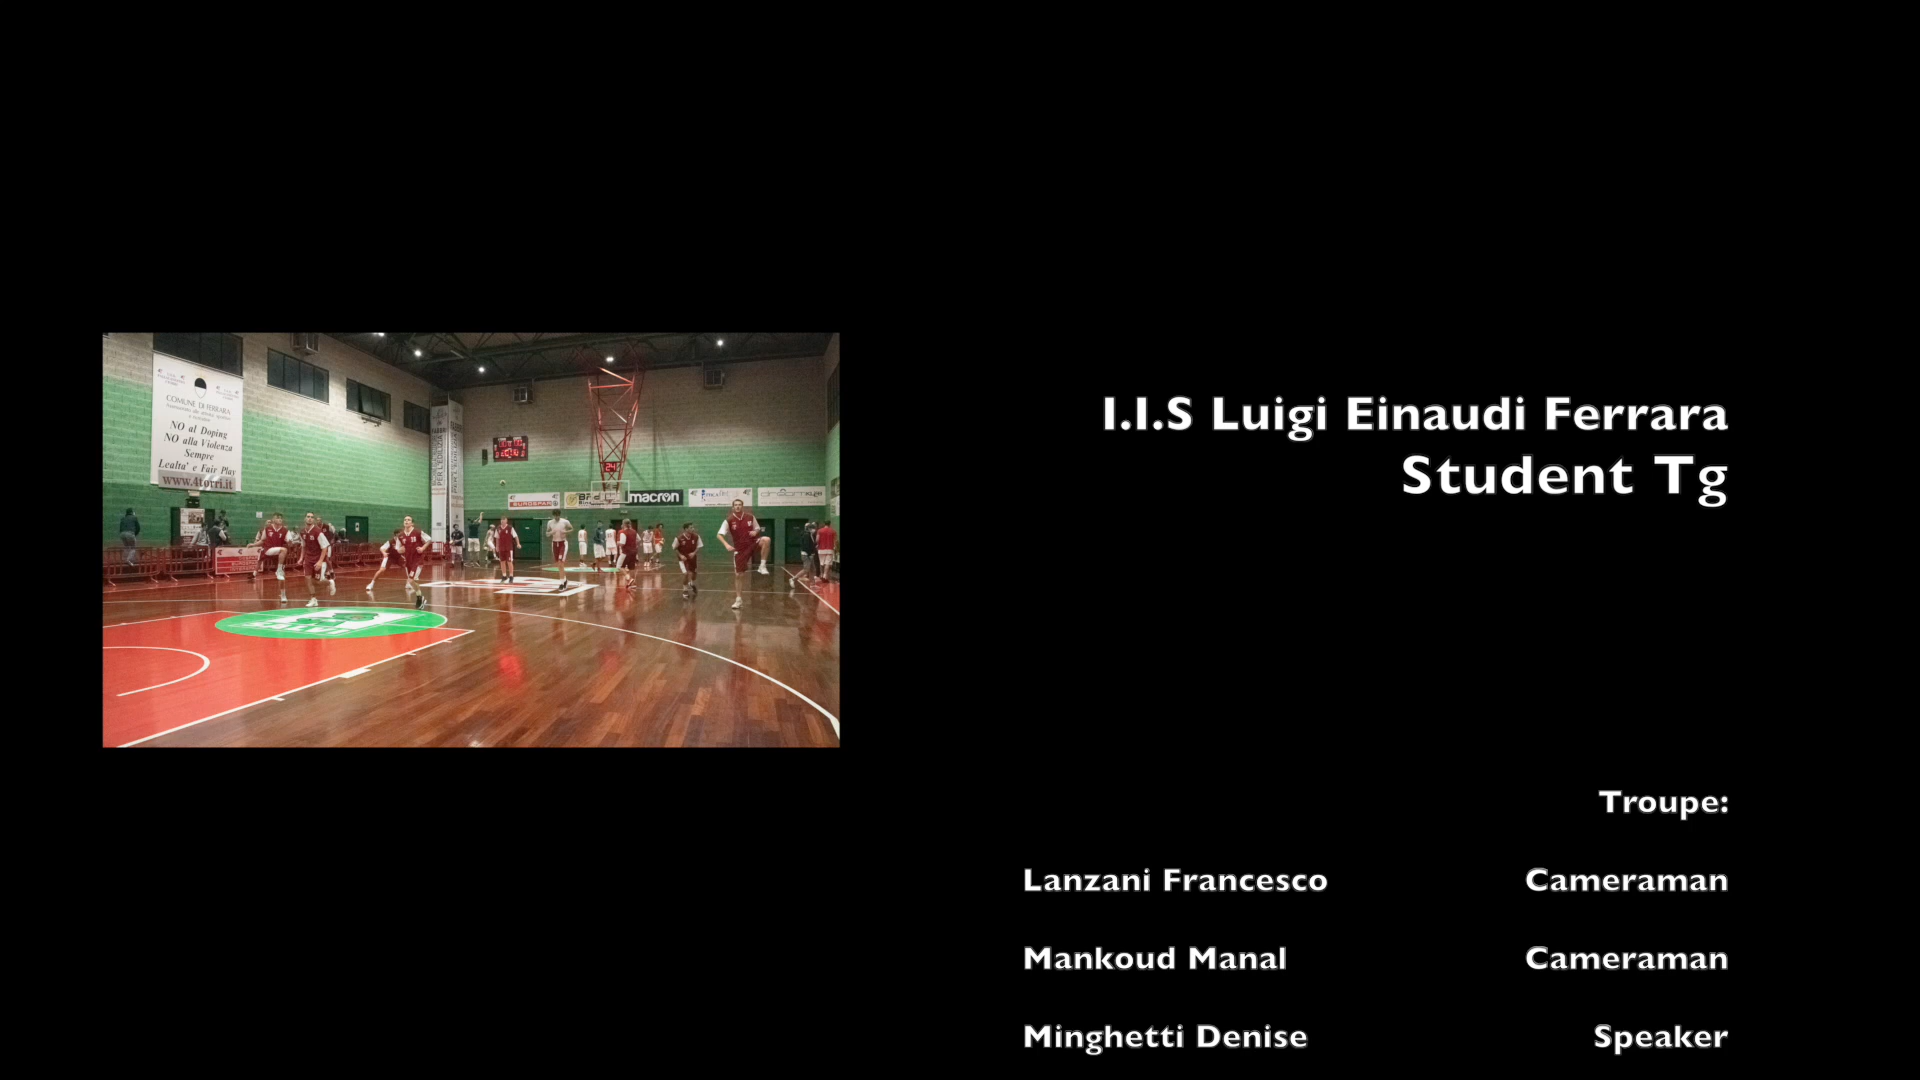 COMUNE DI FERRARA
NO al Doping
NO alla Violenza
Sempre
Lealta' e Fair Play
www.4torri.it
24
macron
I.I.S Luigi Einaudi Ferrara
Student Tg
Troupe:
Lanzani Francesco Cameraman
Mankoud Manal Cameraman
Minghetti Denise Speaker